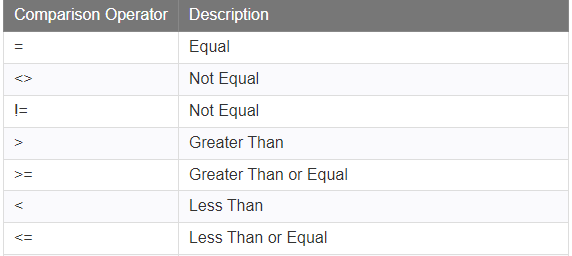 Comparison Operator Description
= Equal
<> Not Equal
!= Not Equal
> Greater Than
>= Greater Than or Equal
< Less Than
<= Less Than or Equal